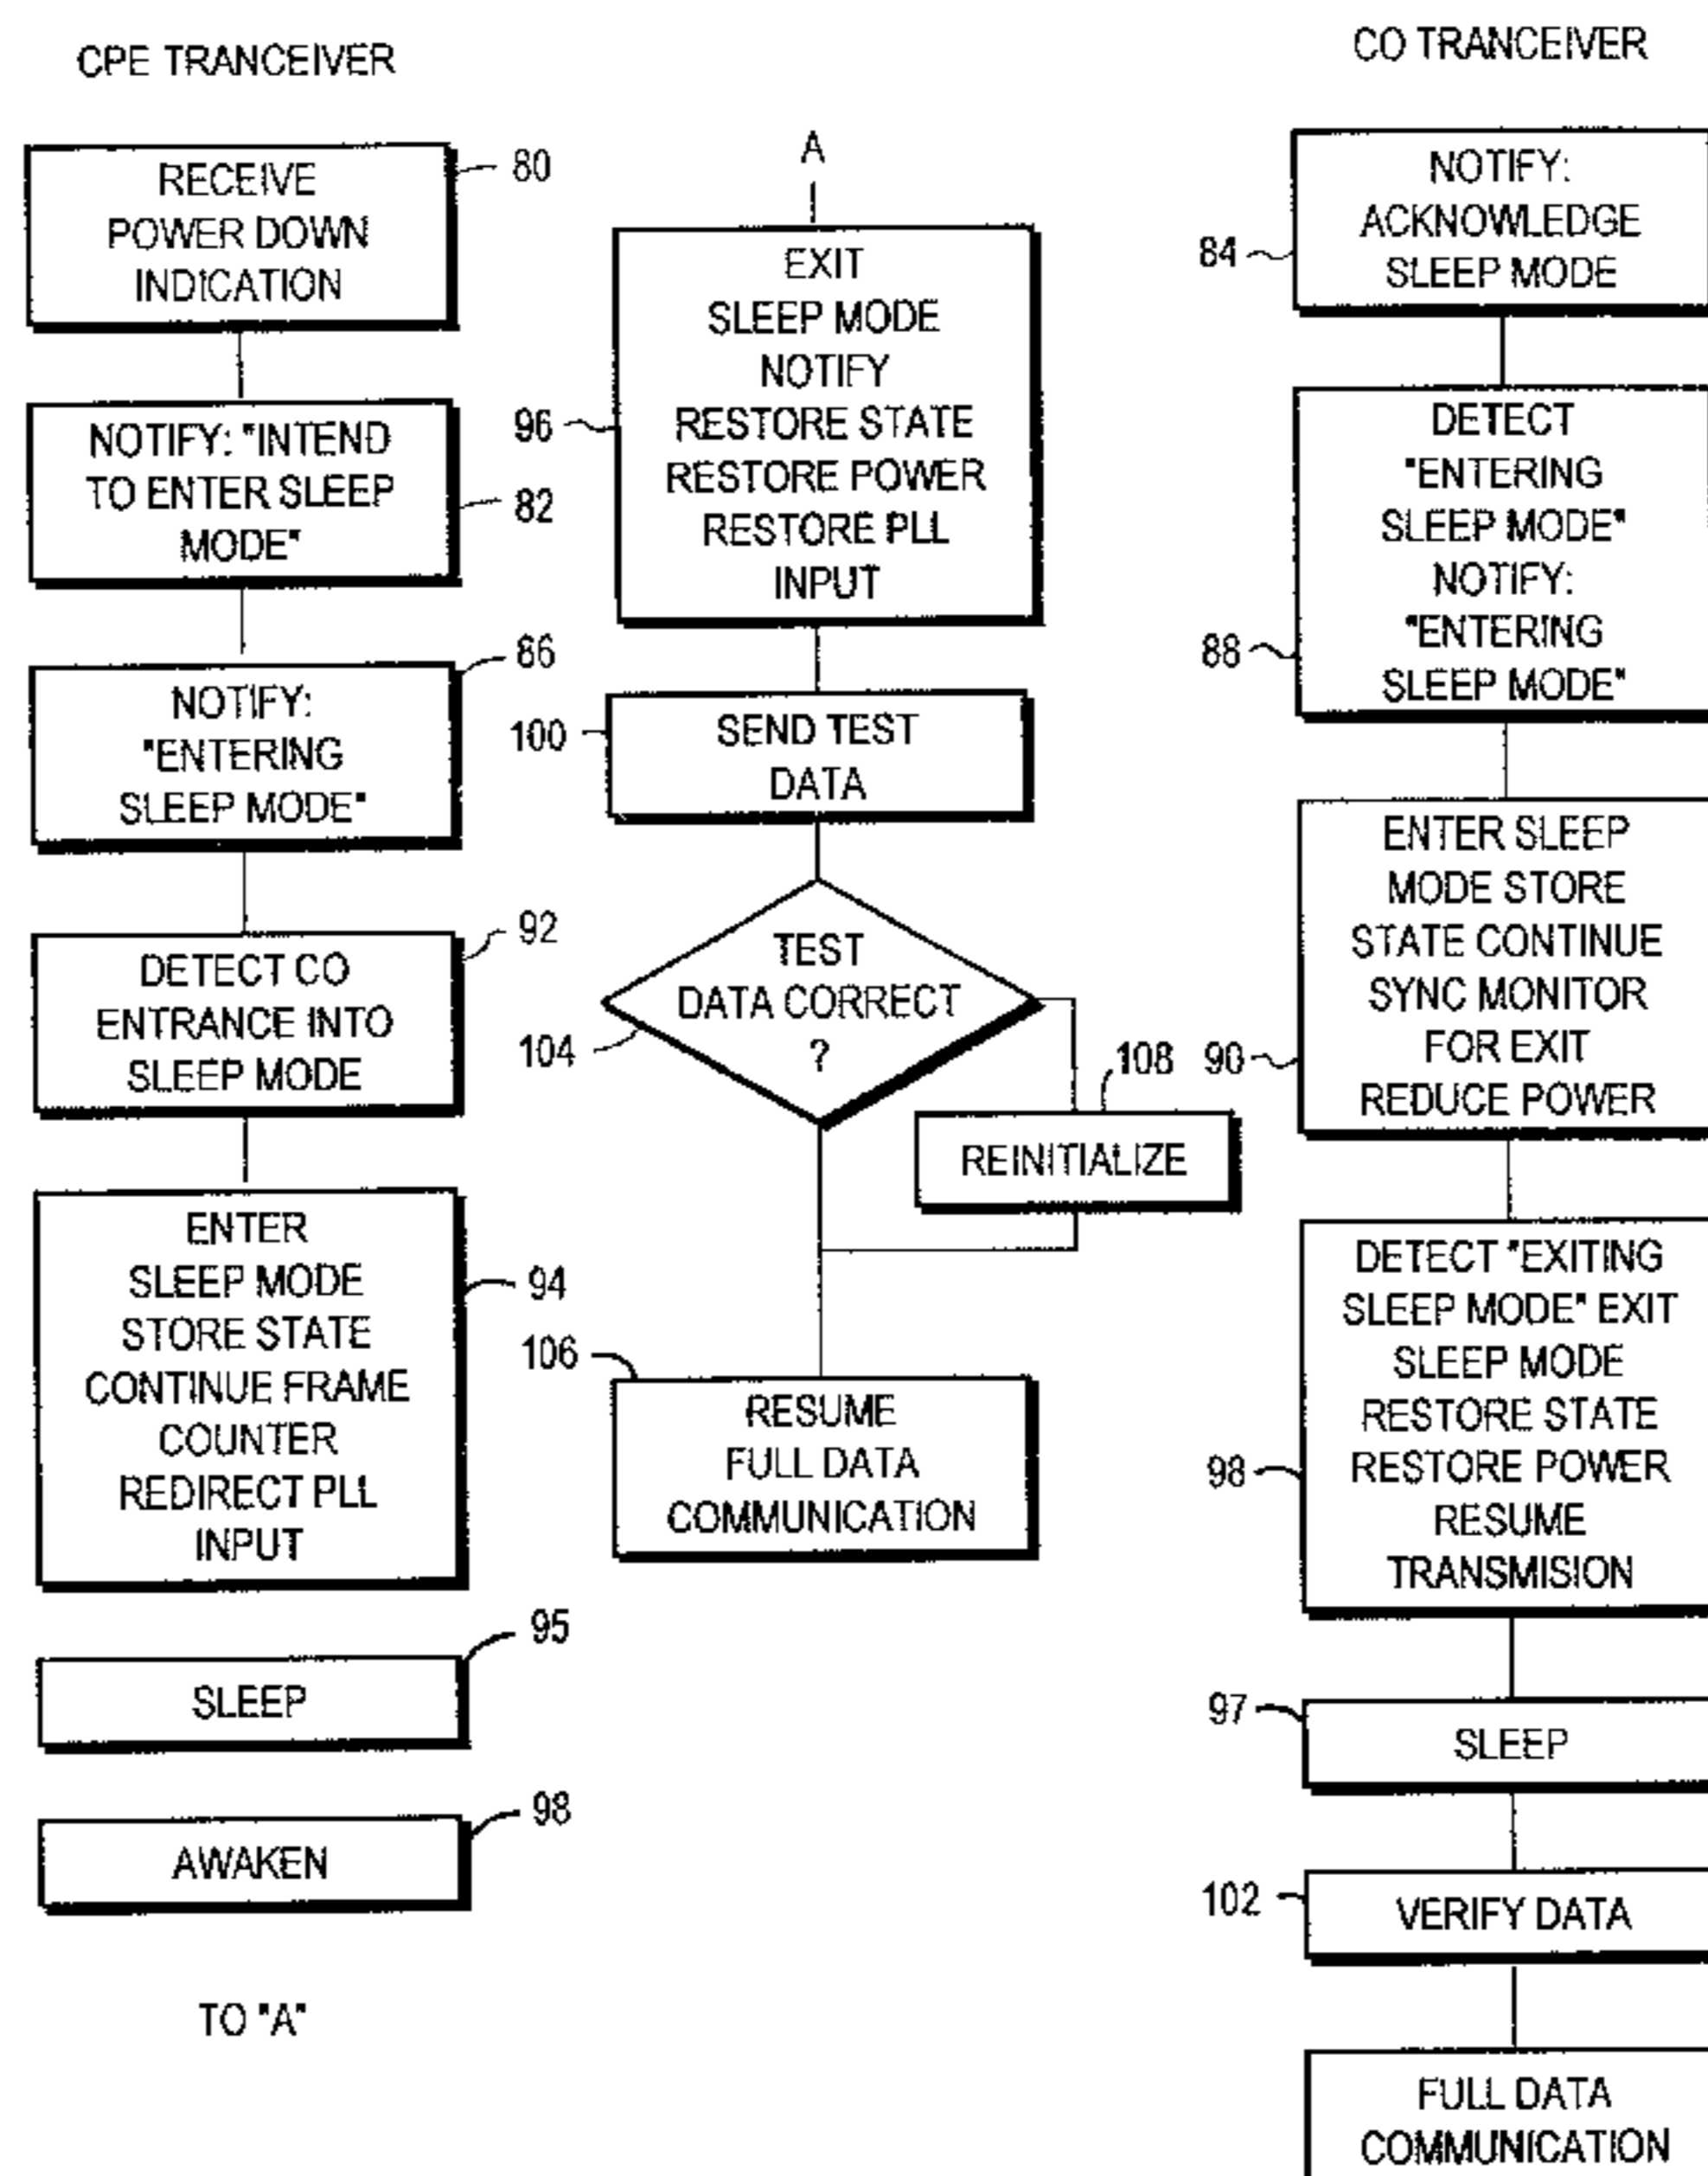 CPE TRANCEIVER
RECEIVE
POWER DOWN
INDICATION
80
NOTIFY: "INTEND
TO ENTER SLEEP
MODE"
82
NOTIFY:
"ENTERING
SLEEP MODE"
86
DETECT CO
ENTRANCE INTO
SLEEP MODE
92
ENTER
SLEEP MODE
STORE STATE
CONTINUE FRAME
COUNTER
REDIRECT PLL
INPUT
94
SLEEP
95
AWAKEN
98
TO "A"
A
EXIT
SLEEP MODE
NOTIFY
RESTORE STATE
RESTORE POWER
RESTORE PLL
INPUT
96
SEND TEST
DATA
100
TEST
DATA CORRECT
?
104
108
REINITIALIZE
106
RESUME
FULL DATA
COMMUNICATION
CO TRANCEIVER
NOTIFY:
ACKNOWLEDGE
SLEEP MODE
84
DETECT
"ENTERING
SLEEP MODE"
NOTIFY:
"ENTERING
SLEEP MODE"
88
ENTER SLEEP
MODE STORE
STATE CONTINUE
SYNC MONITOR
FOR EXIT
REDUCE POWER
90
DETECT "EXITING
SLEEP MODE" EXIT
SLEEP MODE
RESTORE STATE
RESTORE POWER
RESUME
TRANSMISION
98
97
SLEEP
102
VERIFY DATA
FULL DATA
COMMUNICATION